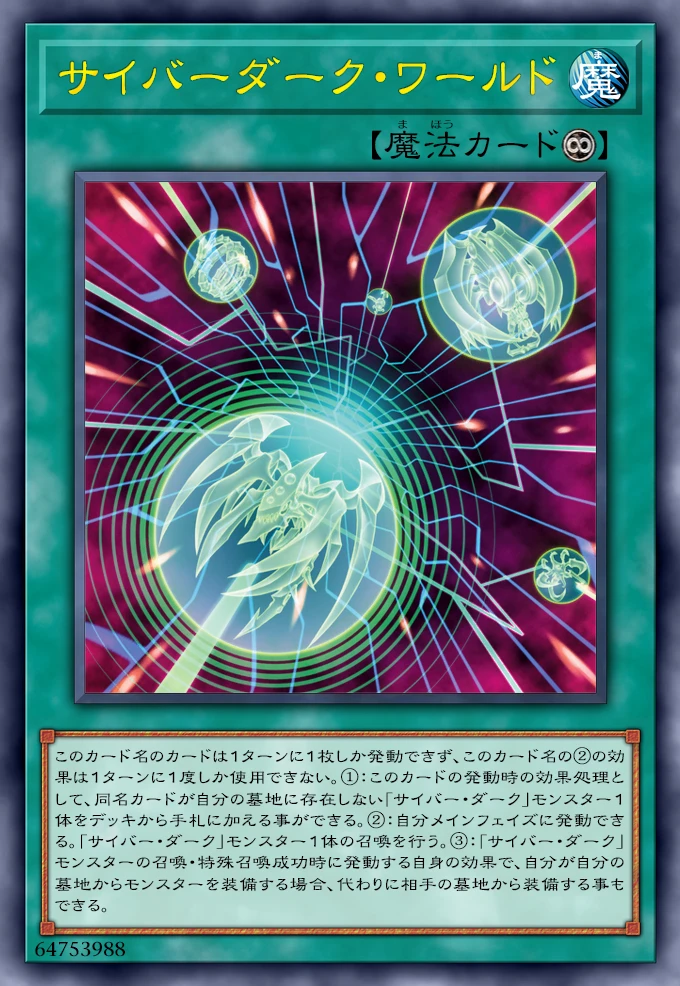 サイバーダーク・ワールド 魔
ま
ま ほう
【魔法カード∞】
このカード名のカードは1ターンに1枚しか発動できず、このカード名の②の効
果は1ターンに1度しか使用できない。①：このカードの発動時の効果処理と
して、同名カードが自分の墓地に存在しない「サイバー・ダーク」モンスター1
体をデッキから手札に加える事ができる。②：自分メインフェイズに発動でき
る。「サイバー・ダーク」モンスター1体の召喚を行う。③：「サイバー・ダーク」
モンスターの召喚・特殊召喚成功時に発動する自身の効果で、自分が自分の
墓地からモンスターを装備する場合、代わりに相手の墓地から装備する事も
できる。
64753988